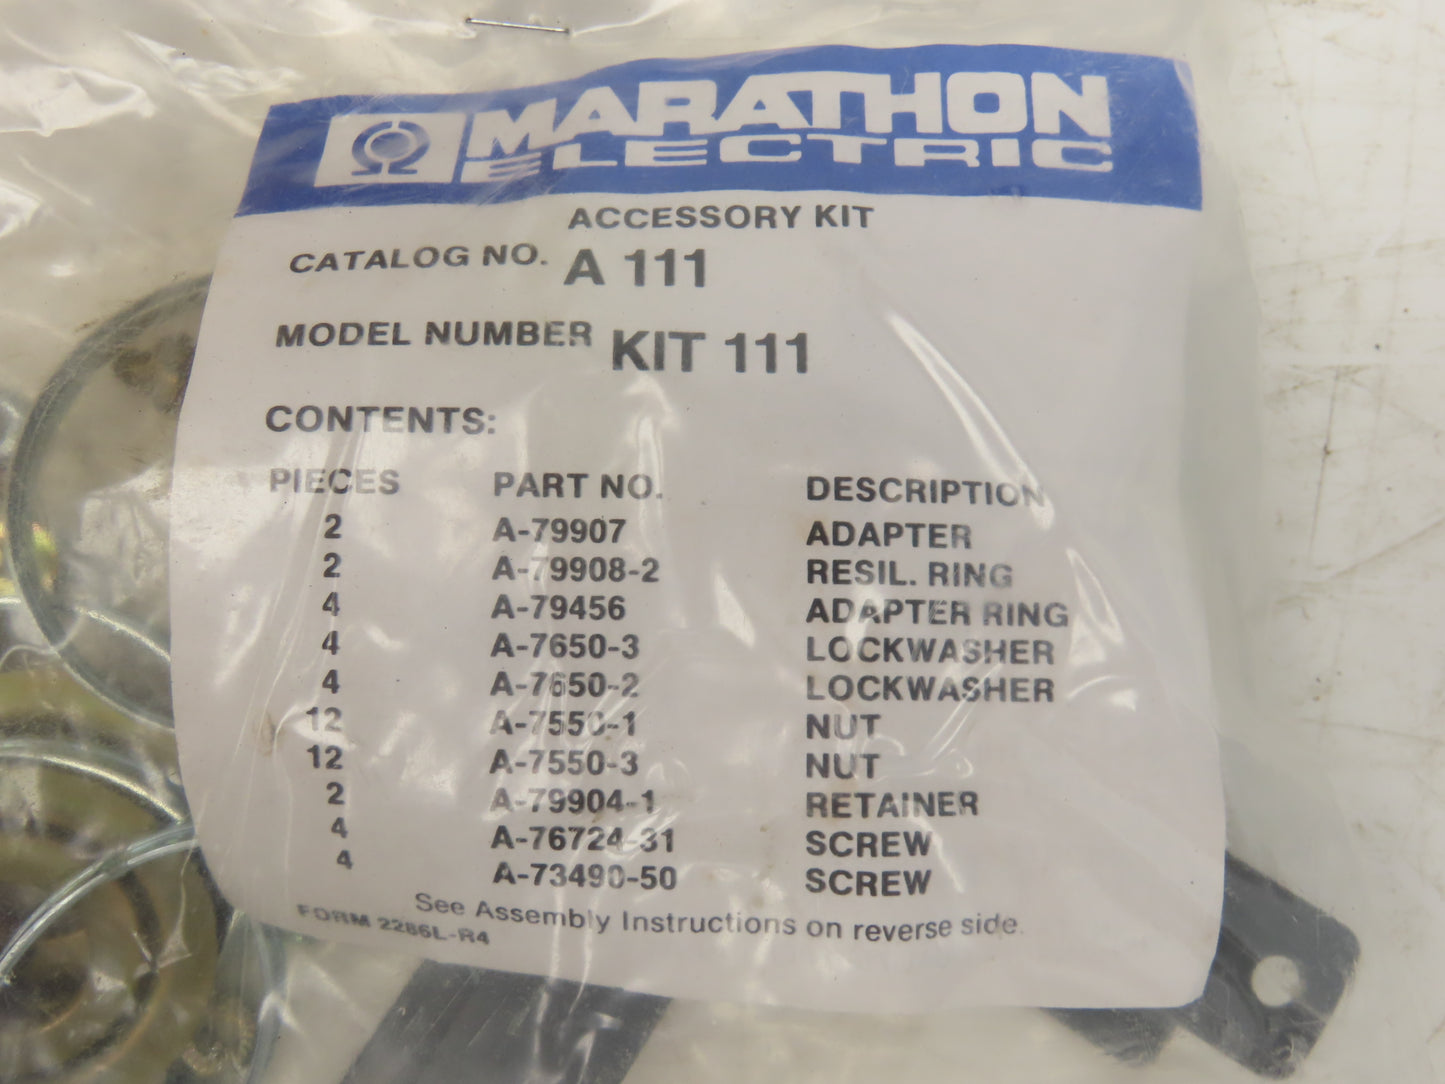 MARATHON
ELECTRIC
ACCESSORY KIT
CATALOG NO. A 111
MODEL NUMBER KIT 111
CONTENTS:
PIECES PART NO. DESCRIPTION
2 A-79907 ADAPTER
2 A-79908-2 RESIL. RING
4 A-79456 ADAPTER RING
4 A-7650-3 LOCKWASHER
4 A-7650-2 LOCKWASHER
12 A-7550-1 NUT
12 A-7550-3 NUT
2 A-79904-1 RETAINER
4 A-76724-31 SCREW
4 A-73490-50 SCREW
See Assembly Instructions on reverse side.
FORM 2286L-R4